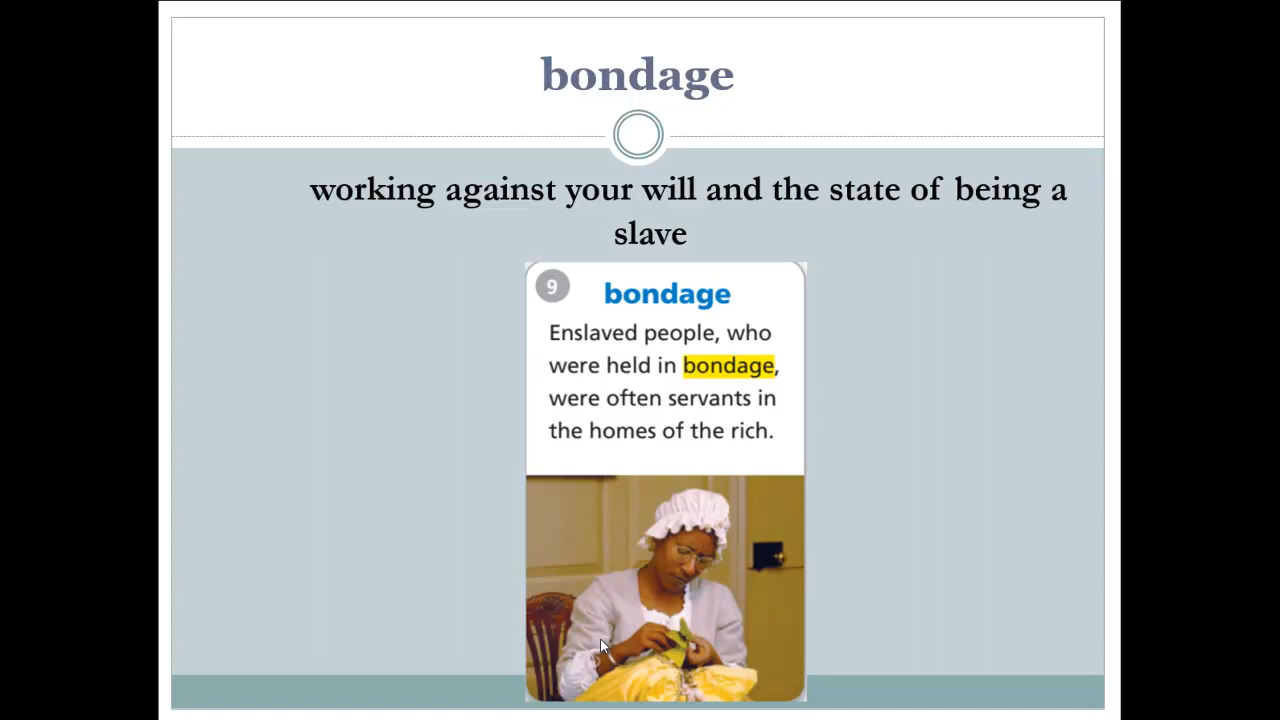 bondage
working against your will and the state of being a
slave
9
bondage
Enslaved people, who
were held in bondage,
were often servants in
the homes of the rich.